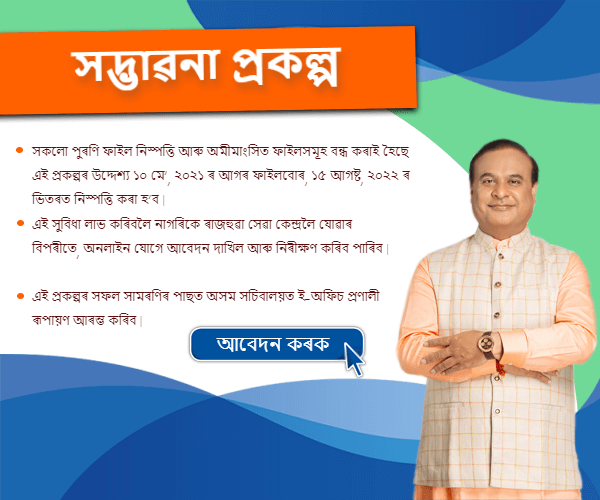 সদ্ভাৱনা প্ৰকল্প
সকলো পুৰণি ফাইল নিস্পত্তি আৰু অমীমাংসিত ফাইলসমূহ বন্ধ কৰাই হৈছে
এই প্ৰকল্পৰ উদ্দেশ্য ১০ মে’, ২০২১ ৰ আগৰ ফাইলবোৰ, ১৫ আগষ্ট, ২০২২ ৰ
ভিতৰত নিস্পত্তি কৰা হ’ব।
এই সুবিধা লাভ কৰিবলৈ নাগৰিকে ৰাজহুৱা সেৱা কেন্দ্ৰলৈ যোৱাৰ
বিপৰীতে, অনলাইন যোগে আবেদন দাখিল আৰু নিৰীক্ষণ কৰিব পাৰিব।
এই প্ৰকল্পৰ সফল সামৰণিৰ পাছত অসম সচিবালয়ত ই-অফিচ প্ৰণালী
ৰূপায়ণ আৰম্ভ কৰিব।
আবেদন কৰক